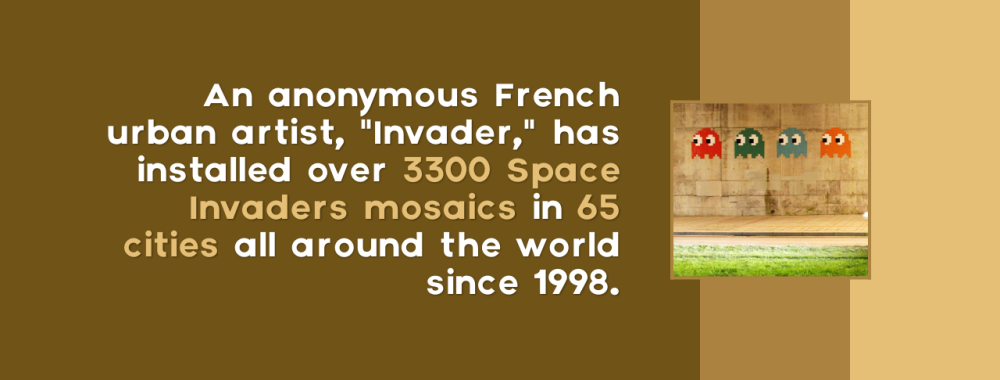 An anonymous French
urban artist, "Invader," has
installed over 3300 Space
Invaders mosaics in 65
cities all around the world
since 1998.